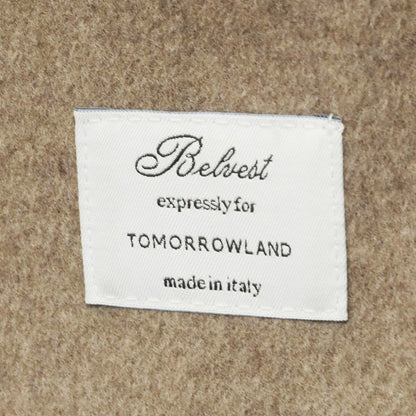 Belvest
expressly for
TOMORROWLAND
made in italy